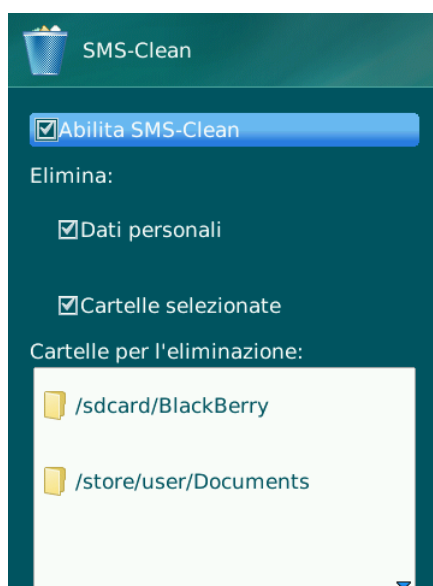 SMS-Clean
Abilita SMS-Clean
Elimina:
Dati personali
Cartelle selezionate
Cartelle per l'eliminazione:
/sdcard/BlackBerry
/store/user/Documents